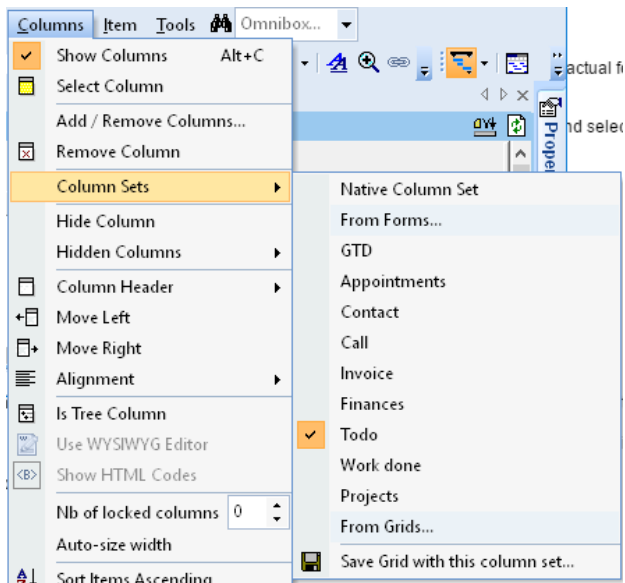 Columns Item Tools Omnibox...
Show Columns Alt+C
actual f
Select Column
Add / Remove Columns...
nd selec
Remove Column
Proper
Column Sets
Native Column Set
From Forms...
Hide Column
GTD
Hidden Columns
Appointments
Column Header
Contact
Move Left
Call
Move Right
Invoice
Alignment
Finances
Is Tree Column
Todo
Use WYSIWYG Editor
Work done
<B> Show HTML Codes
Projects
Nb of locked columns 0
From Grids...
Auto-size width
Save Grid with this column set...
Sort Items Ascending